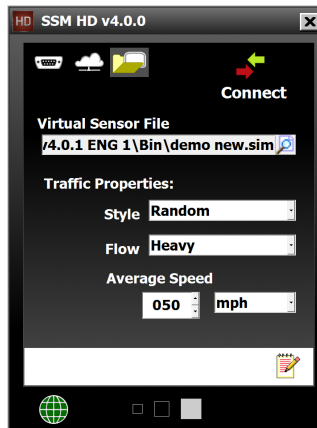 HD SSM HD v4.0.0
Connect
Virtual Sensor File
v4.0.1 ENG 1\Bin\demo new.sim
Traffic Properties:
Style Random
Flow Heavy
Average Speed
050 mph